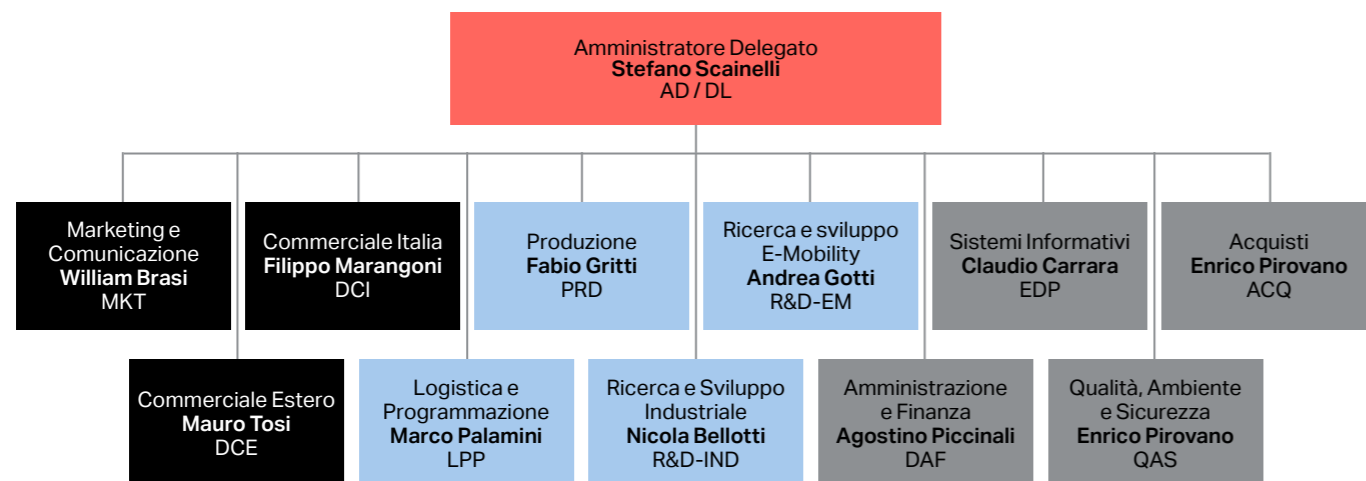 Amministratore Delegato
Stefano Scainelli
AD / DL
Marketing e
Comunicazione
William Brasi
MKT
Commerciale Italia
Filippo Marangoni
DCI
Produzione
Fabio Gritti
PRD
Ricerca e sviluppo
E-Mobility
Andrea Gotti
R&D-EM
Sistemi Informativi
Claudio Carrara
EDP
Acquisti
Enrico Pirovano
ACQ
Commerciale Estero
Mauro Tosi
DCE
Logistica e
Programmazione
Marco Palamini
LPP
Ricerca e Sviluppo
Industriale
Nicola Bellotti
R&D-IND
Amministrazione
e Finanza
Agostino Piccinali
DAF
Qualità, Ambiente
e Sicurezza
Enrico Pirovano
QAS